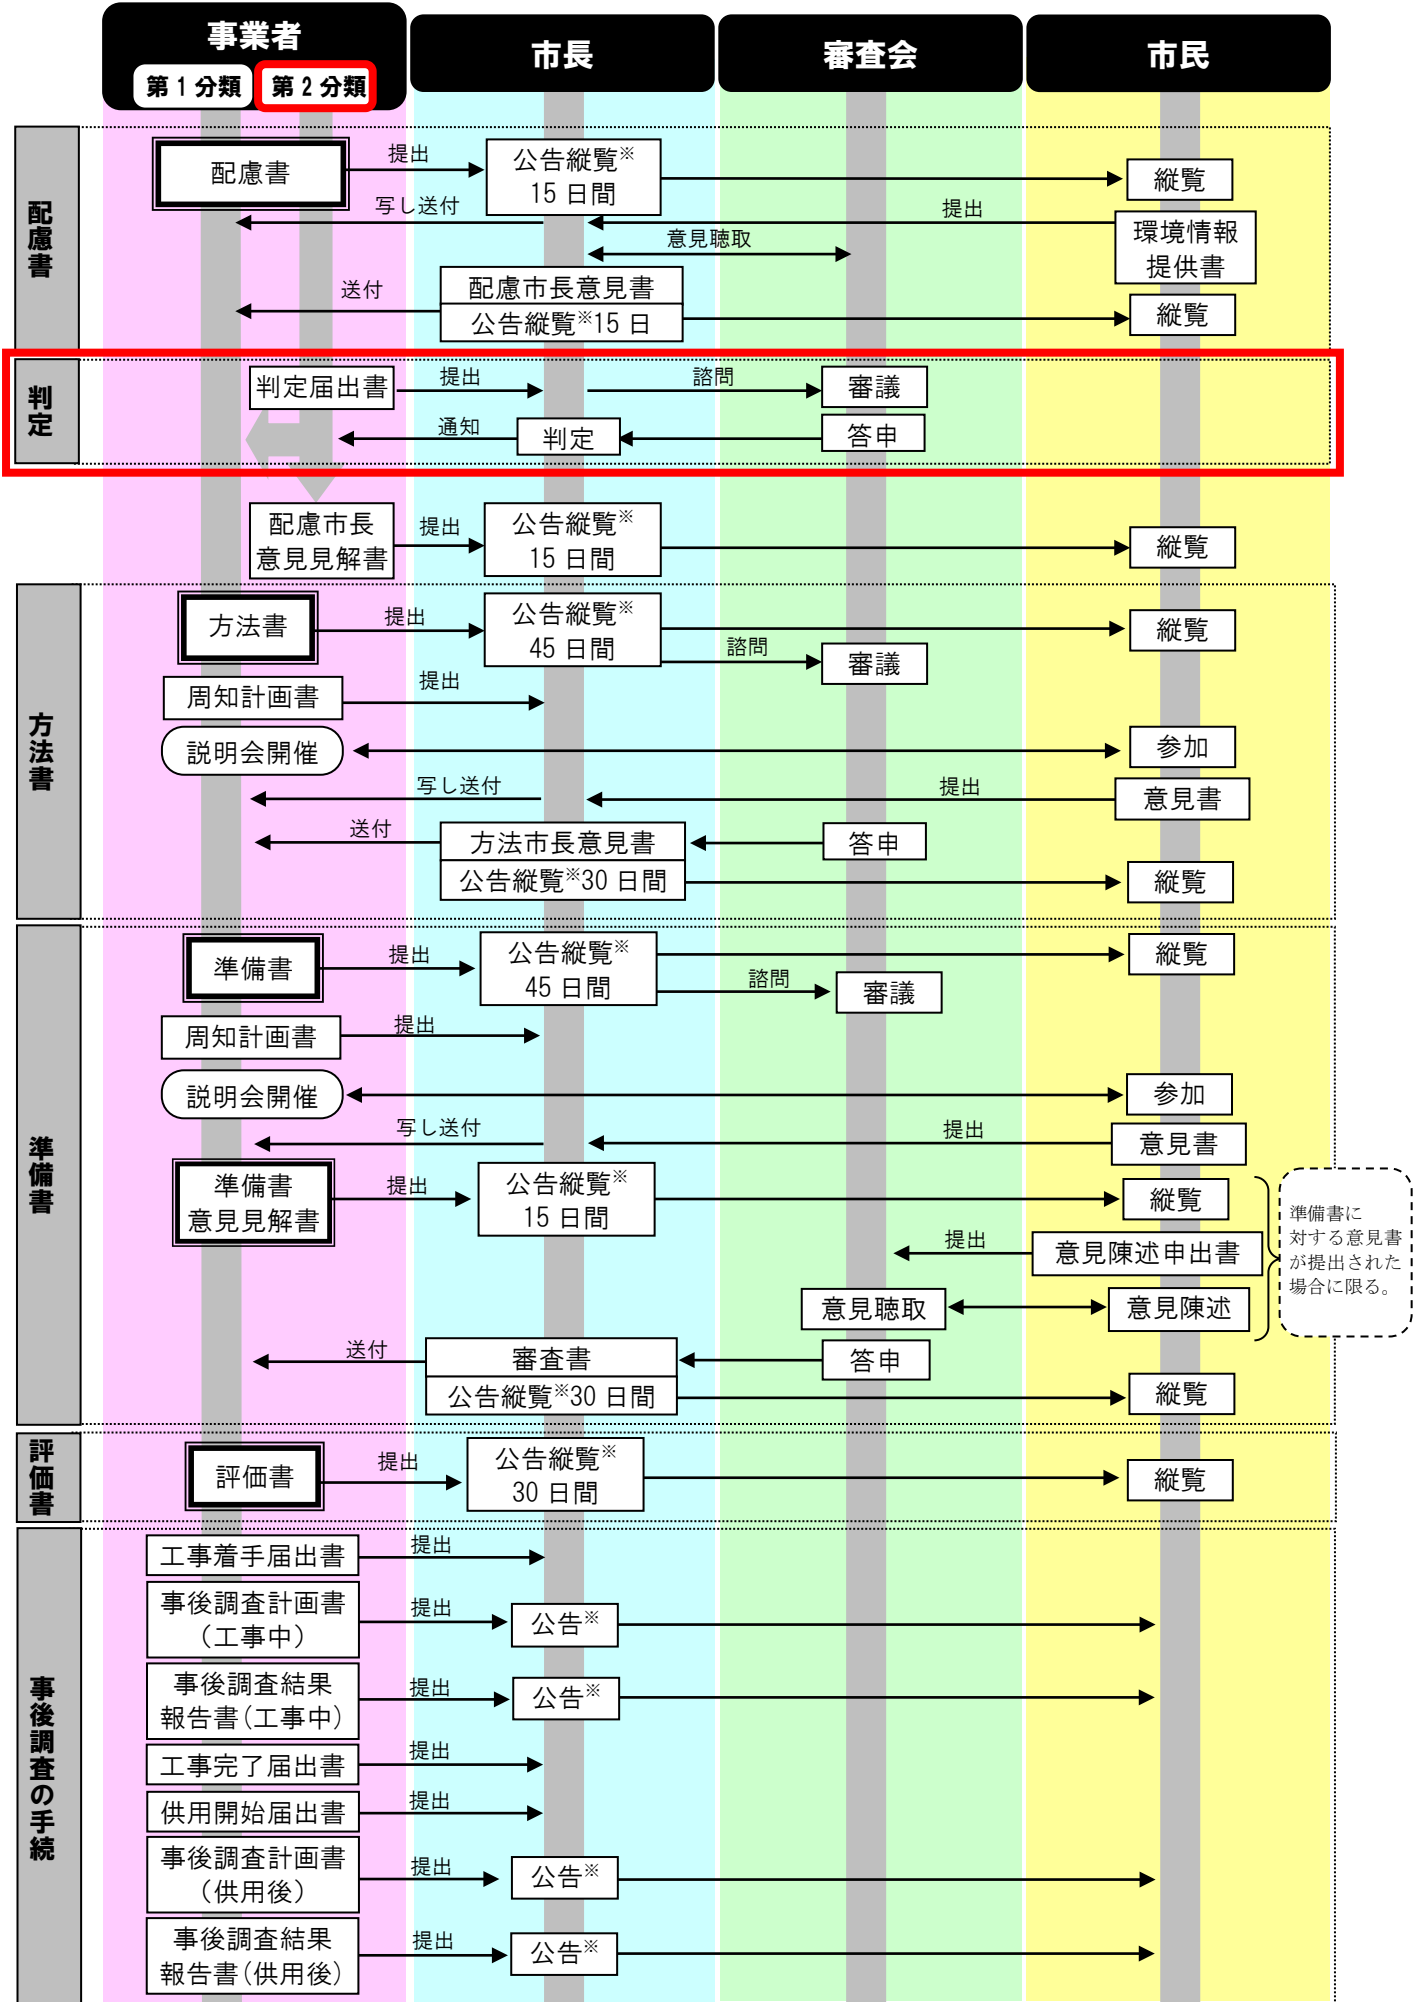 事業者
第1分類
第2分類
市長
審査会
市民
配慮書
配慮書
提出
公告縦覧※
15日間
縦覧
写し送付
提出
環境情報
提供書
意見聴取
送付
配慮市長意見書
公告縦覧※15日
縦覧
判定
判定届出書
提出
諮問
審議
通知
判定
答申
配慮市長
意見見解書
提出
公告縦覧※
15日間
縦覧
方法書
方法書
提出
公告縦覧※
45日間
縦覧
諮問
審議
周知計画書
提出
説明会開催
参加
写し送付
提出
意見書
送付
方法市長意見書
答申
公告縦覧※30日間
縦覧
準備書
準備書
提出
公告縦覧※
45日間
縦覧
諮問
審議
周知計画書
提出
説明会開催
参加
写し送付
提出
意見書
準備書
意見見解書
提出
公告縦覧※
15日間
縦覧
提出
意見陳述申出書
意見聴取
意見陳述
準備書に
対する意見書
が提出された
場合に限る。
送付
審査書
答申
公告縦覧※30日間
縦覧
評価書
評価書
提出
公告縦覧※
30日間
縦覧
事後調査の手続
工事着手届出書
提出
事後調査計画書
（工事中）
提出
公告※
事後調査結果
報告書(工事中)
提出
公告※
工事完了届出書
提出
供用開始届出書
提出
事後調査計画書
（供用後）
提出
公告※
事後調査結果
報告書(供用後)
提出
公告※